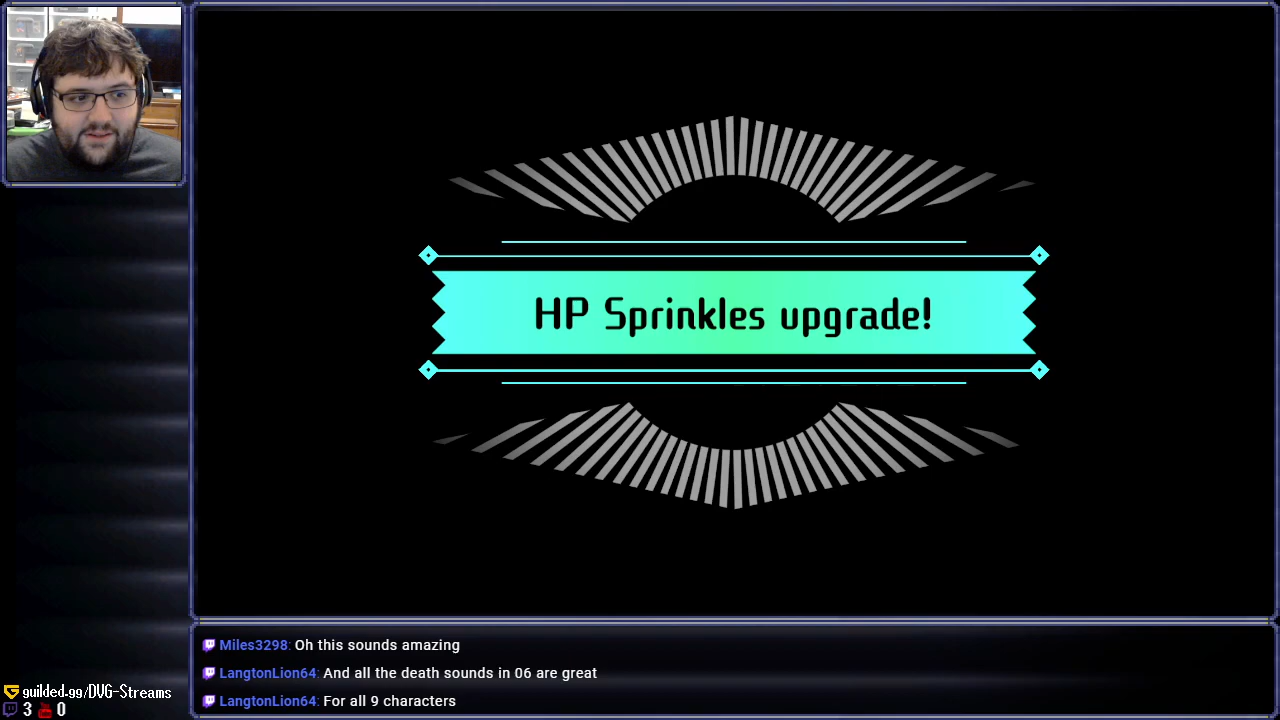 HP Sprinkles upgrade!
Miles3298: Oh this sounds amazing
LangtonLion64: And all the death sounds in 06 are great
LangtonLion64: For all 9 characters
guilded.gg/DVG-Streams
3 0